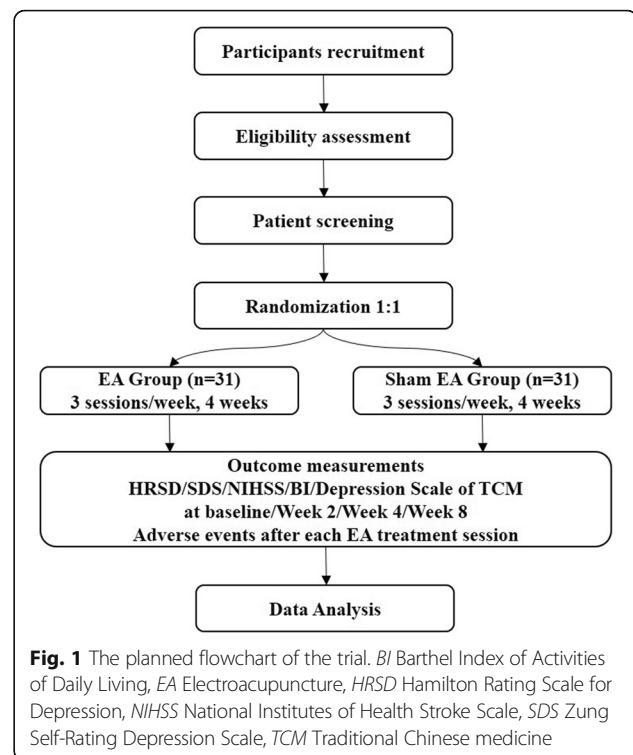 Participants recruitment
Eligibility assessment
Patient screening
Randomization 1:1
EA Group (n=31)
3 sessions/week, 4 weeks
Sham EA Group (n=31)
3 sessions/week, 4 weeks
Outcome measurements
HRSD/SDS/NIHSS/BI/Depression Scale of TCM
at baseline/Week 2/Week 4/Week 8
Adverse events after each EA treatment session
Data Analysis
Fig. 1 The planned flowchart of the trial. BI Barthel Index of Activities
of Daily Living, EA Electroacupuncture, HRSD Hamilton Rating Scale for
Depression, NIHSS National Institutes of Health Stroke Scale, SDS Zung
Self-Rating Depression Scale, TCM Traditional Chinese medicine